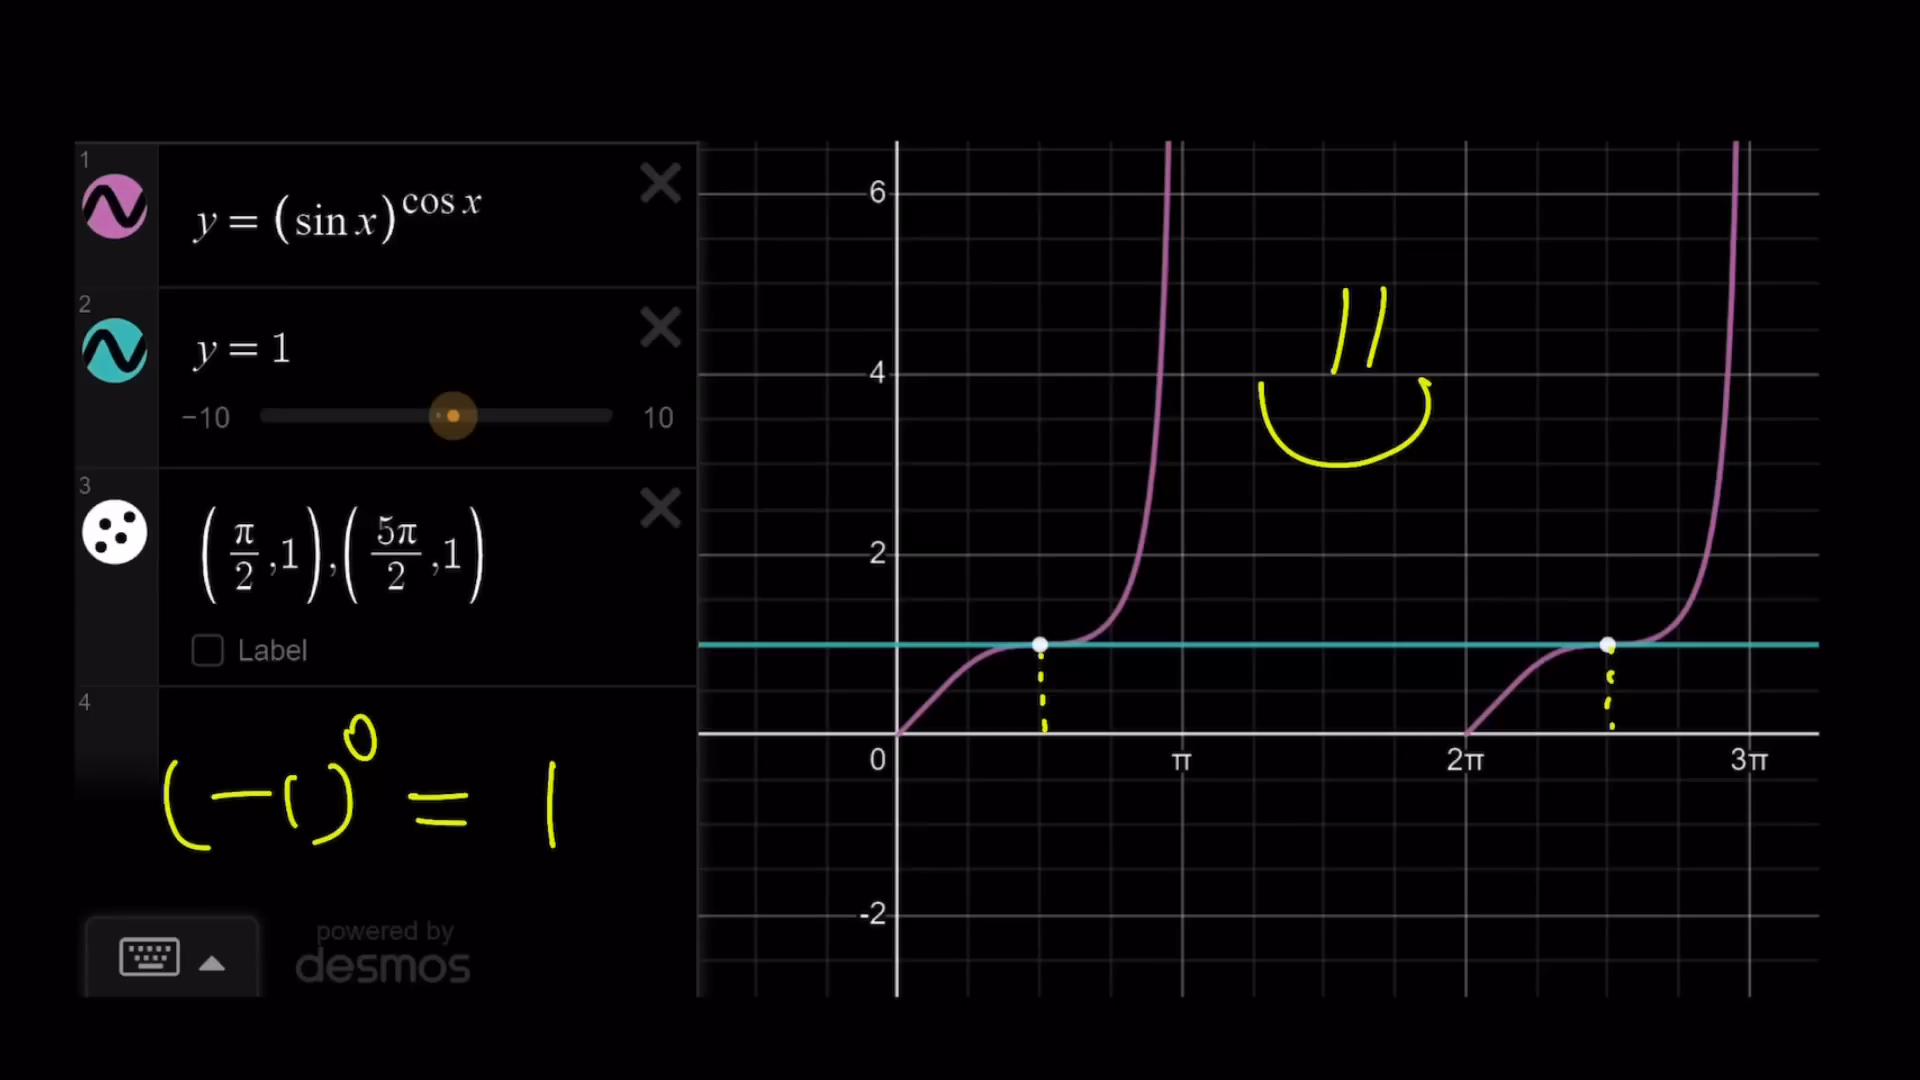 1
y = (sin x)^cos x
2
y = 1
−10 10
3
(π/2 ,1),(5π/2 ,1)
Label
4
(−1)^0 = 1
powered by
desmos
6
4
2
0 π 2π 3π
-2